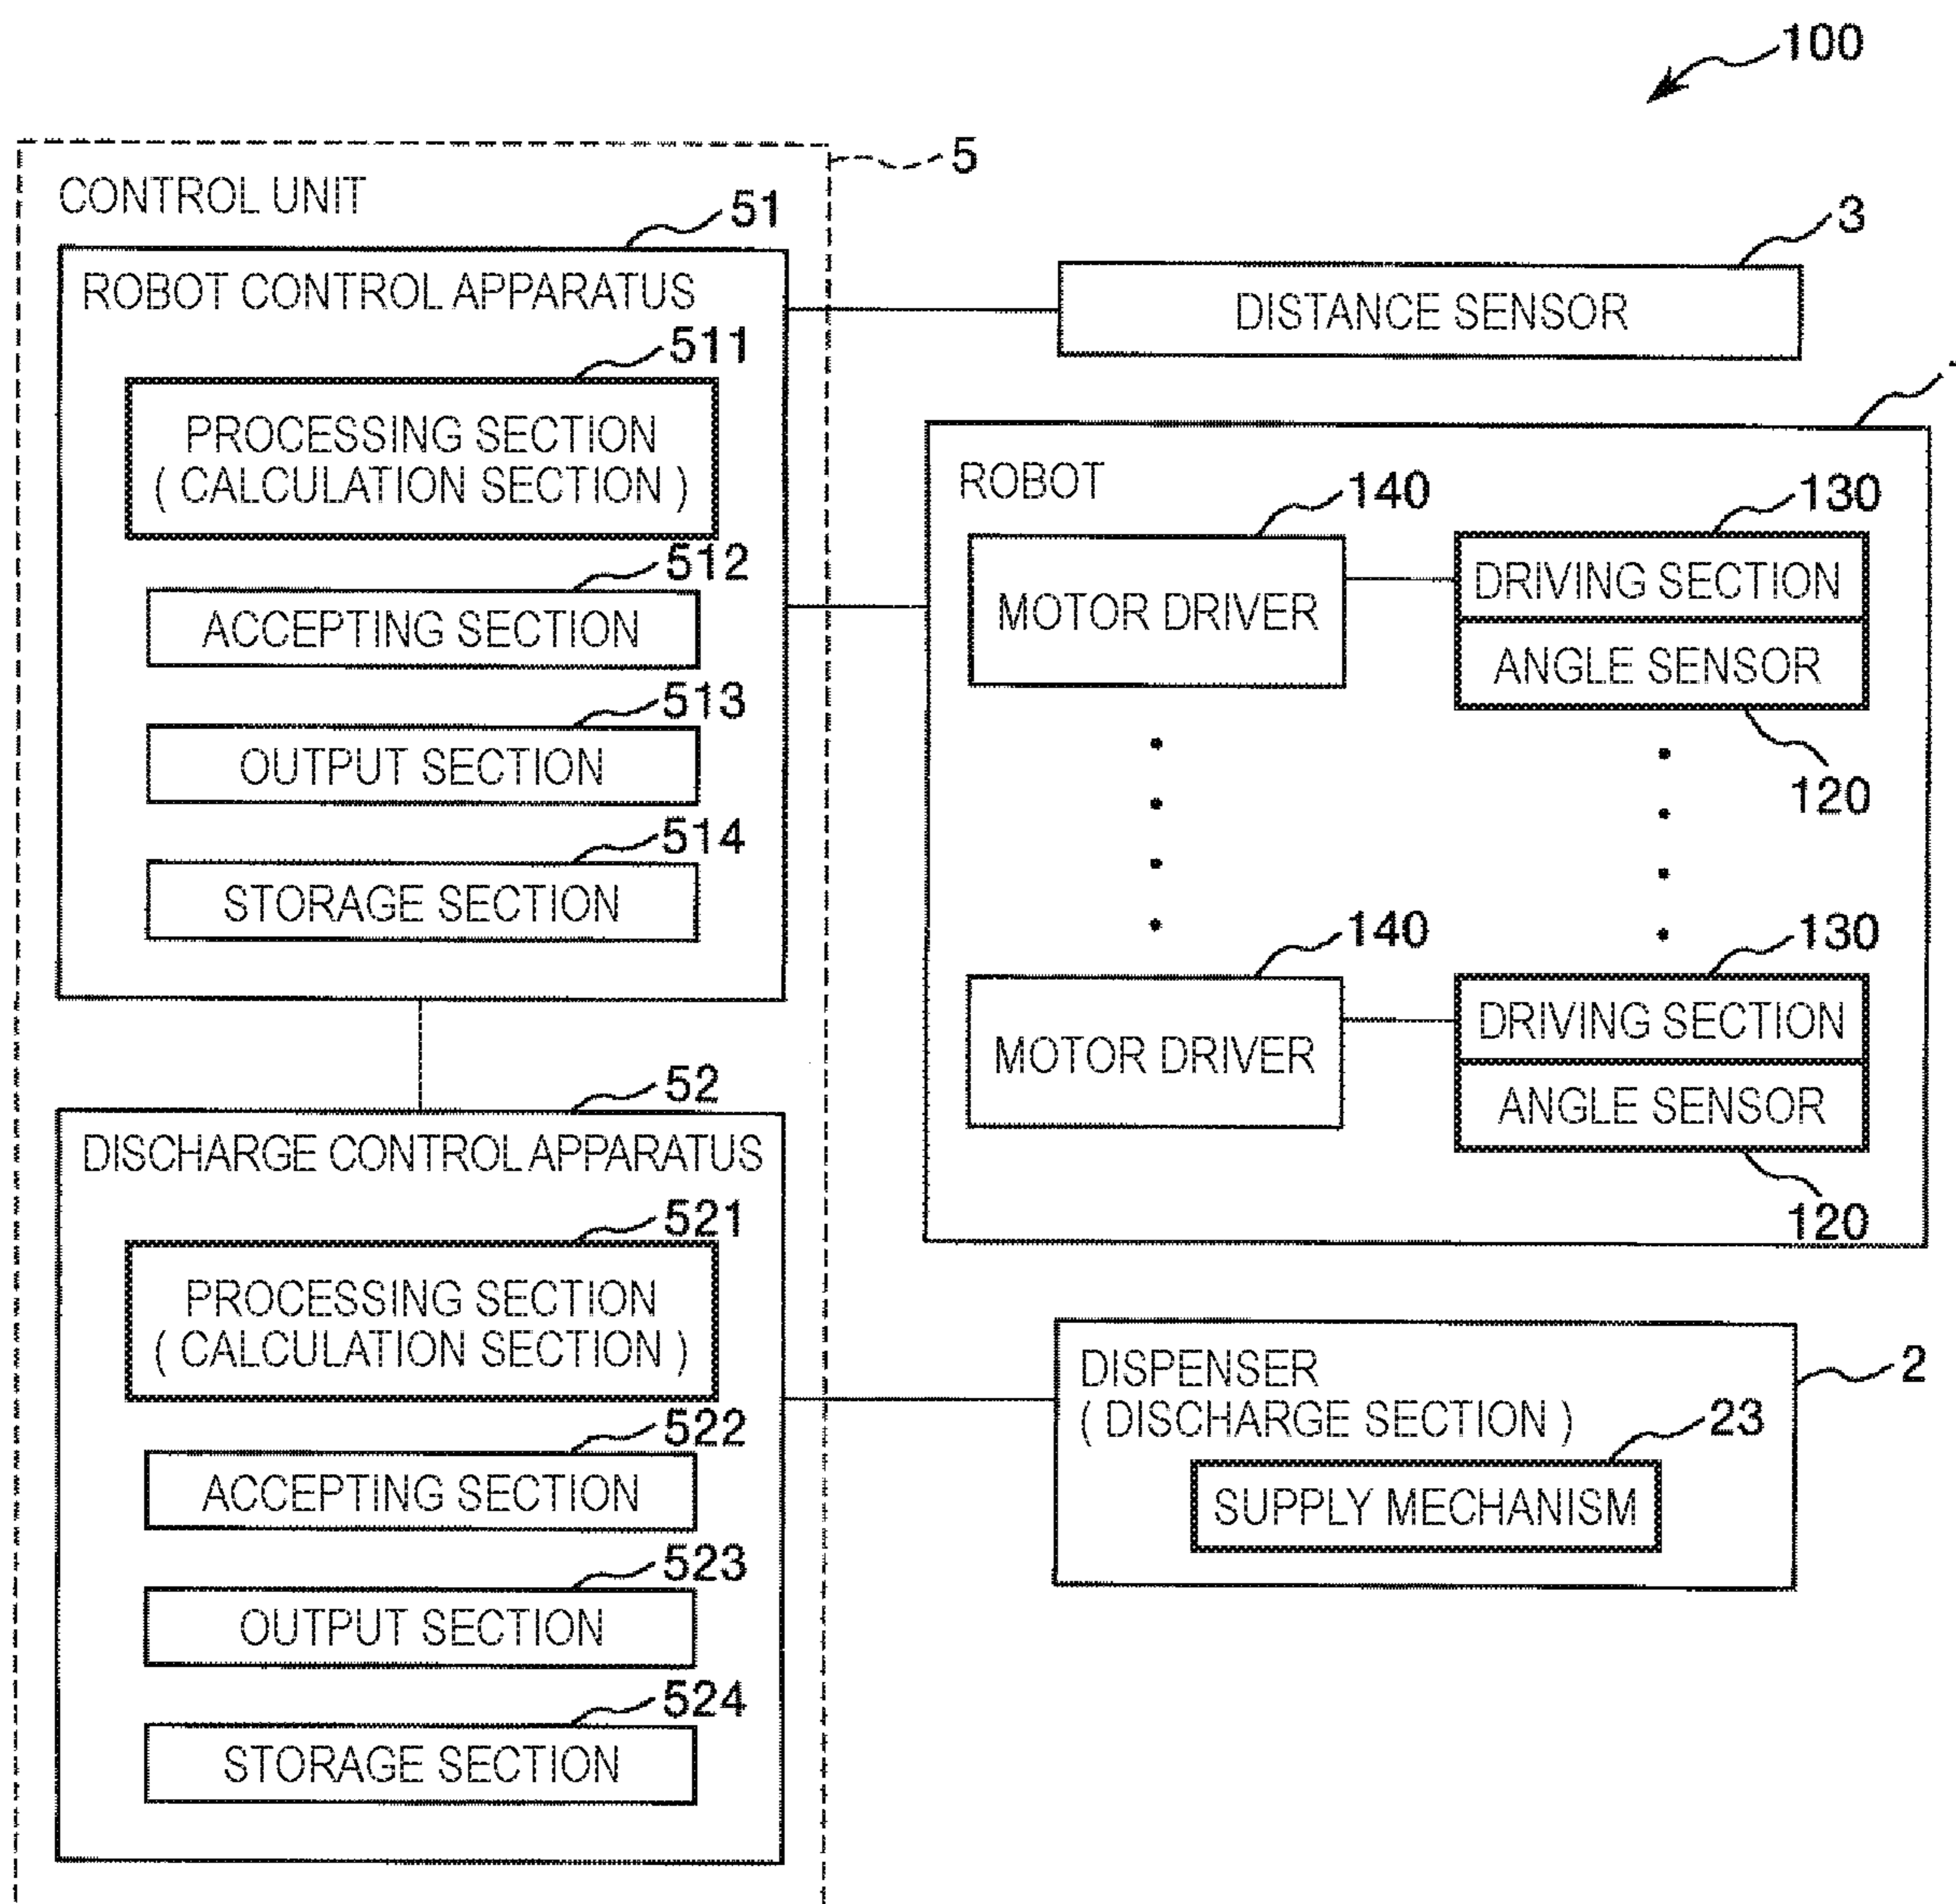 100
5
CONTROL UNIT
51
ROBOT CONTROL APPARATUS
511
PROCESSING SECTION
( CALCULATION SECTION )
512
ACCEPTING SECTION
513
OUTPUT SECTION
514
STORAGE SECTION
3
DISTANCE SENSOR
ROBOT
140
MOTOR DRIVER
130
DRIVING SECTION
ANGLE SENSOR
120
140
MOTOR DRIVER
130
DRIVING SECTION
ANGLE SENSOR
120
52
DISCHARGE CONTROL APPARATUS
521
PROCESSING SECTION
( CALCULATION SECTION )
522
ACCEPTING SECTION
523
OUTPUT SECTION
524
STORAGE SECTION
2
DISPENSER
( DISCHARGE SECTION )
23
SUPPLY MECHANISM